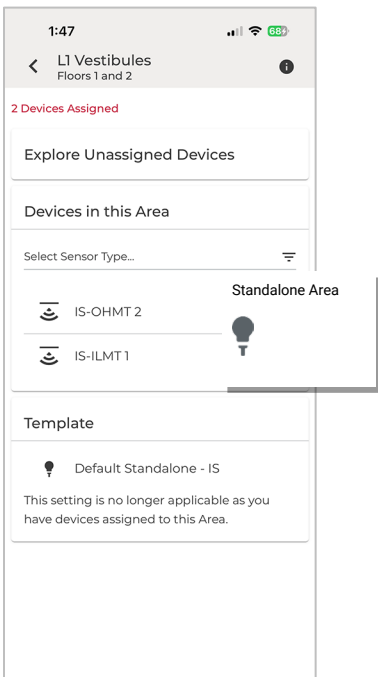 1:47
68
L1 Vestibules
Floors 1 and 2
2 Devices Assigned
Explore Unassigned Devices
Devices in this Area
Select Sensor Type...
Standalone Area
IS-OHMT 2
IS-ILMT 1
Template
Default Standalone - IS
This setting is no longer applicable as you
have devices assigned to this Area.